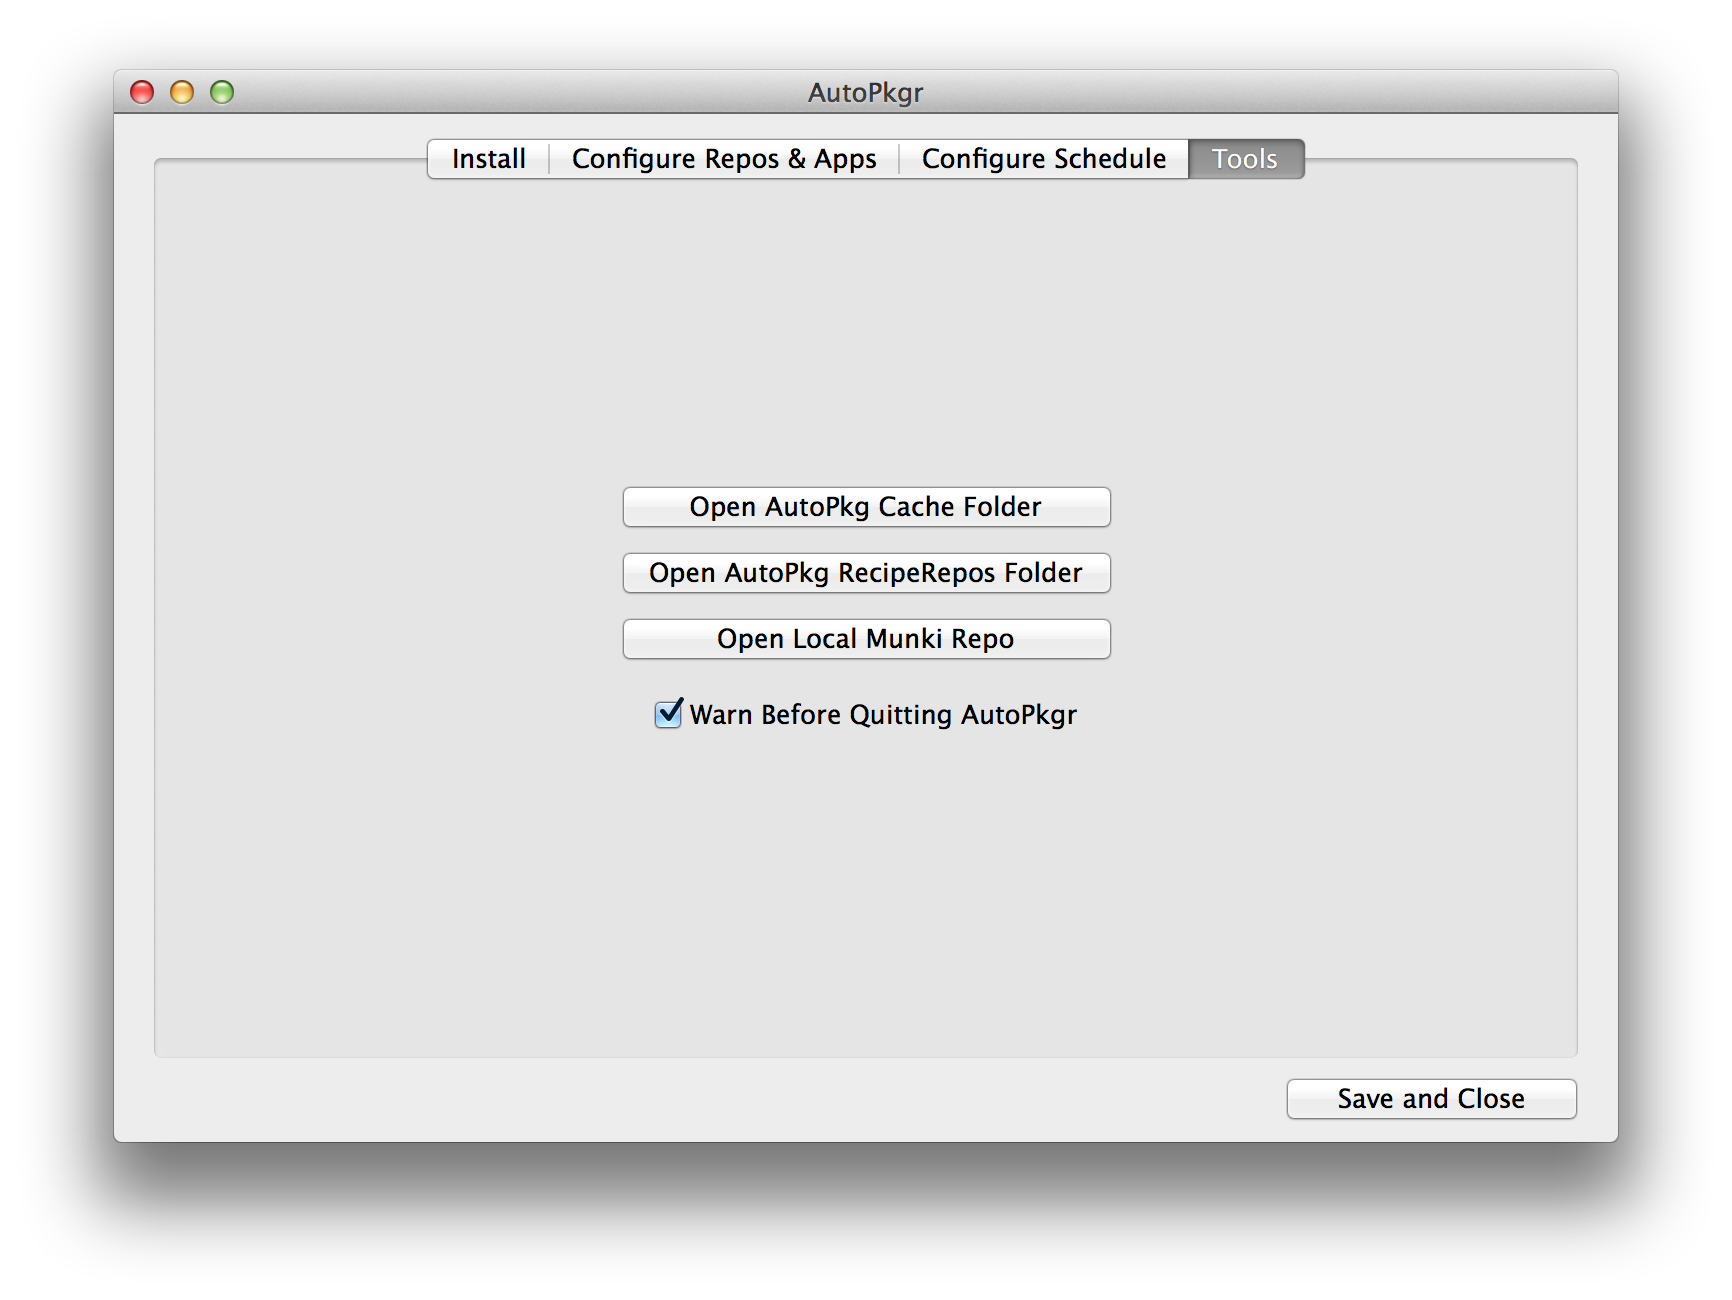 AutoPkgr
Install Configure Repos & Apps Configure Schedule Tools
Open AutoPkg Cache Folder
Open AutoPkg RecipeRepos Folder
Open Local Munki Repo
Warn Before Quitting AutoPkgr
Save and Close